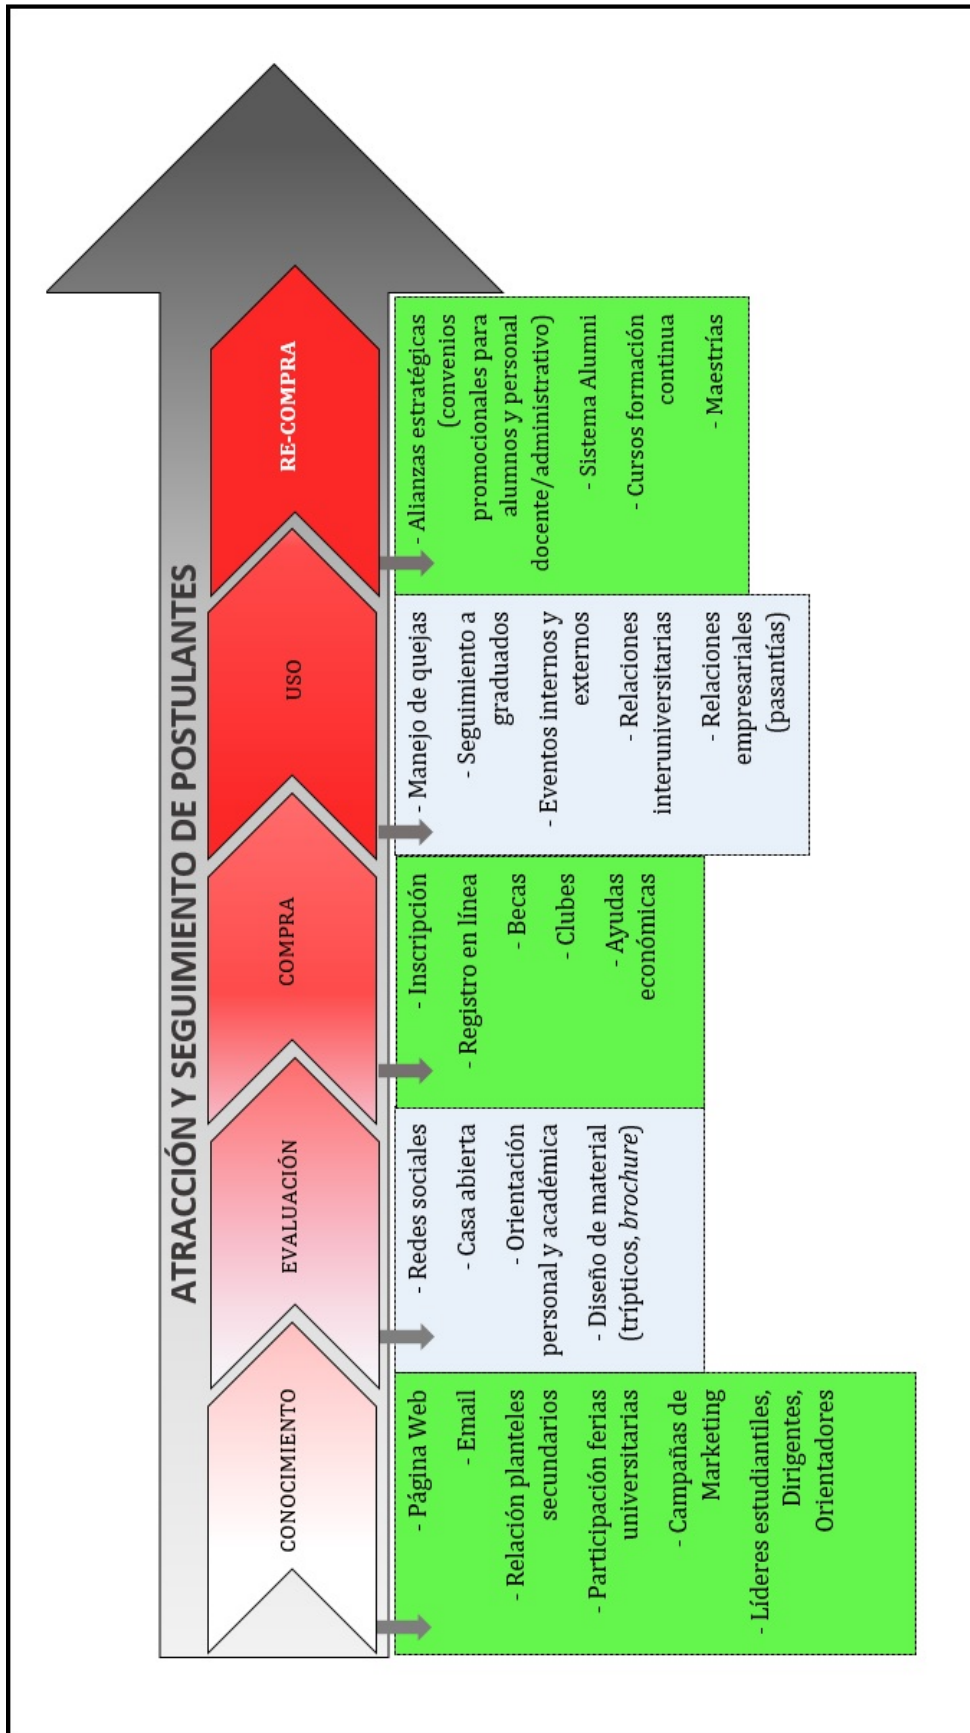 ATRACCIÓN Y SEGUIMIENTO DE POSTULANTES
CONOCIMIENTO
EVALUACIÓN
COMPRA
USO
RE-COMPRA
- Página Web
- Email
- Relación planteles
secundarios
- Participación ferias
universitarias
- Campañas de
Marketing
- Líderes estudiantiles,
Dirigentes,
Orientadores
- Redes sociales
- Casa abierta
- Orientación
personal y académica
- Diseño de material
(trípticos, brochure)
- Inscripción
- Registro en línea
- Becas
- Clubes
- Ayudas
económicas
- Manejo de quejas
- Seguimiento a
graduados
- Eventos internos y
externos
- Relaciones
interuniversitarias
- Relaciones
empresariales
(pasantías)
- Alianzas estratégicas
(convenios
promocionales para
alumnos y personal
docente/administrativo)
- Sistema Alumni
- Cursos formación
continua
- Maestrías